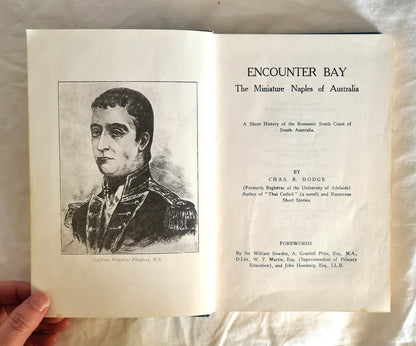 Captain Matthew Flinders, R.N.
ENCOUNTER BAY
The Miniature Naples of Australia
A Short History of the Romantic South Coast of
South Australia.
BY
CHAS. R. HODGE
(Formerly Registrar of the University of Adelaide)
Author of "That Codicil" (a novel) and Numerous
Short Stories.
FOREWORDS
By Sir William Sowden, A. Grenfell Price, Esq., M.A.,
D.Litt., W. T. Martin, Esq. (Superintendent of Primary
Education), and John Homburg, Esq., LL.B.